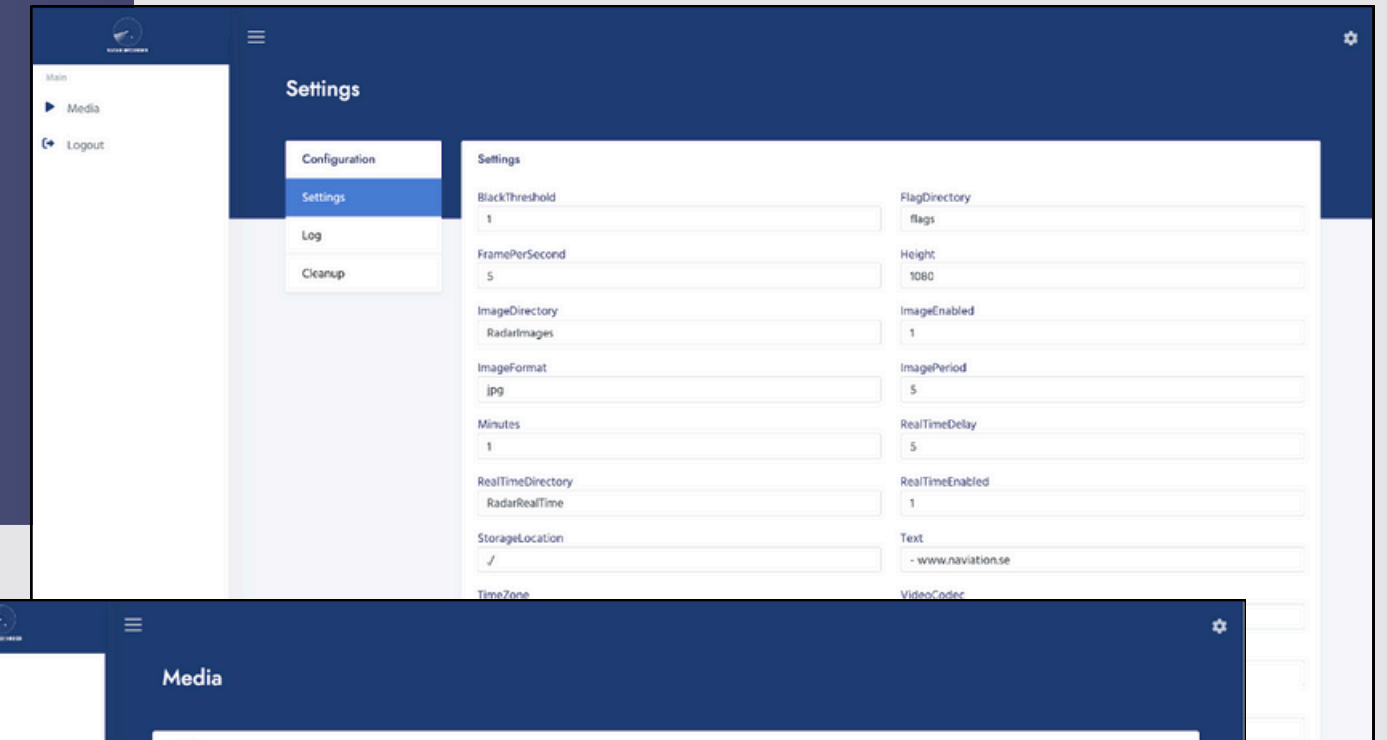 Main
Media
Logout
Settings
Configuration
Settings
Log
Cleanup
Settings
BlackThreshold
1
FlagDirectory
flags
FramePerSecond
5
Height
1080
ImageDirectory
RadarImages
ImageEnabled
1
ImageFormat
jpg
ImagePeriod
5
Minutes
1
RealTimeDelay
5
RealTimeDirectory
RadarRealTime
RealTimeEnabled
1
StorageLocation
./
Text
- www.naviation.se
TimeZone
VideoCodec
Media